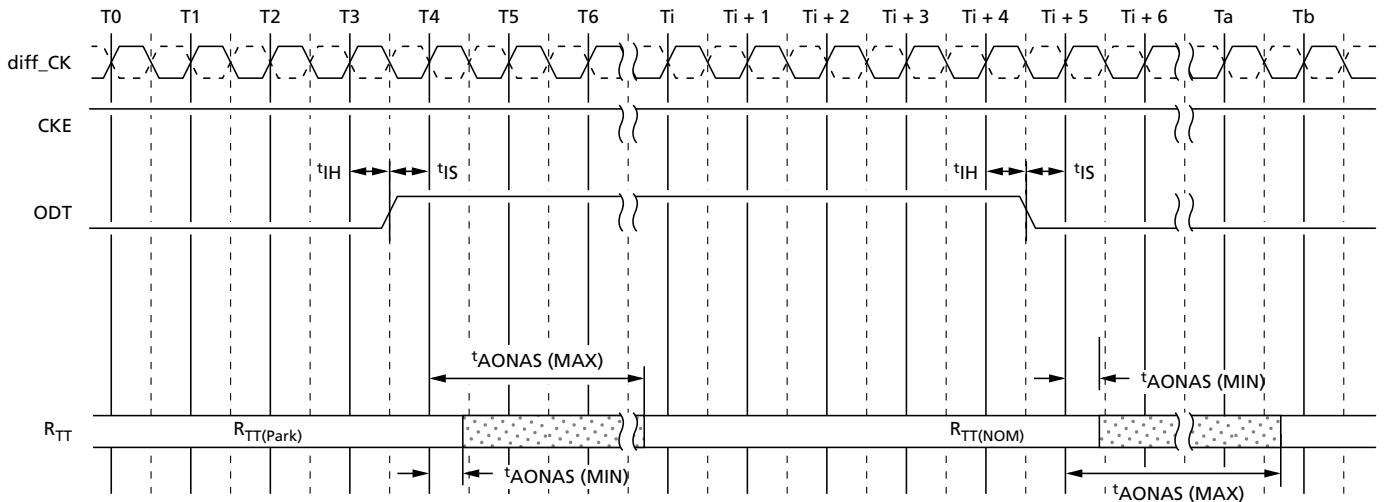 T0 T1 T2 T3 T4 T5 T6 Ti Ti + 1 Ti + 2 Ti + 3 Ti + 4 Ti + 5 Ti + 6 Ta Tb
diff_CK
CKE
tIH tIS tIH tIS
ODT
tAONAS (MAX)
tAONAS (MIN)
RTT RTT(Park) RTT(NOM)
tAONAS (MIN)
tAONAS (MAX)